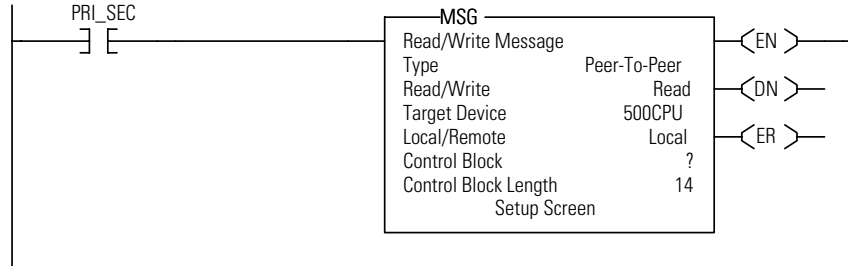 PRI_SEC
MSG
Read/Write Message
Type Peer-To-Peer
Read/Write Read
Target Device 500CPU
Local/Remote Local
Control Block ?
Control Block Length 14
Setup Screen
EN
DN
ER